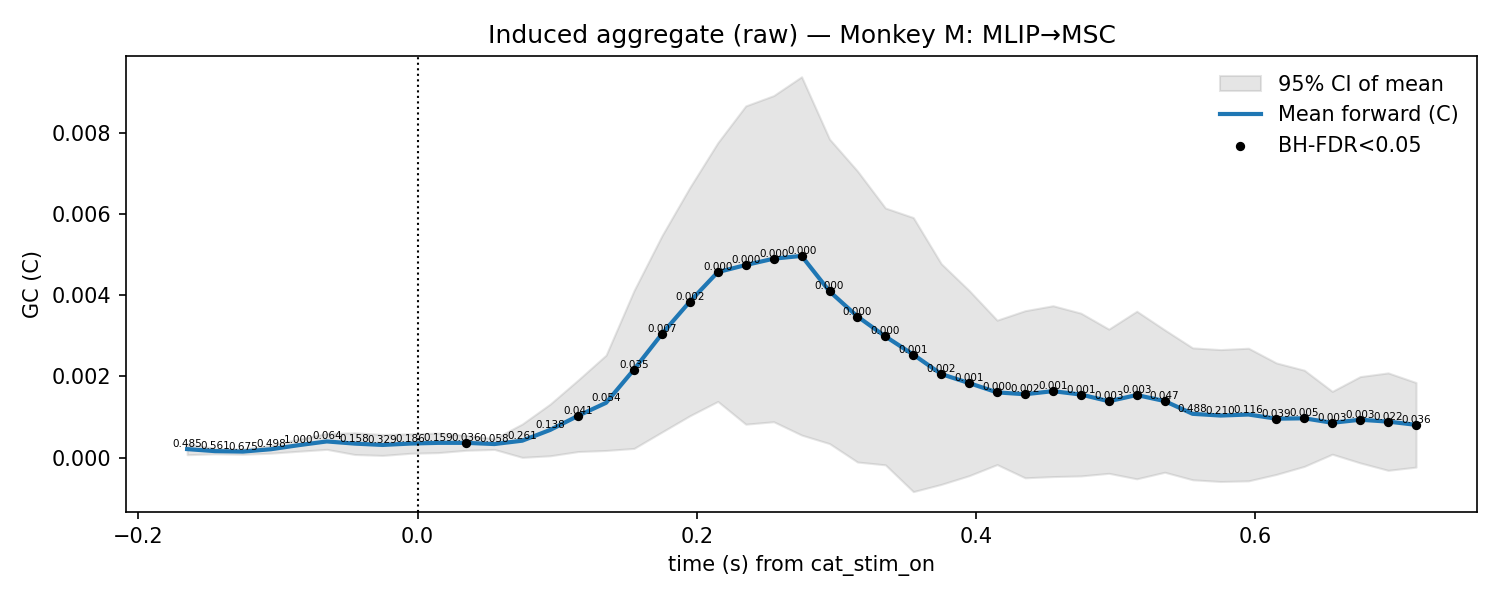 Induced aggregate (raw) — Monkey M: MLIP→MSC
95% CI of mean
Mean forward (C)
BH-FDR<0.05
GC (C)
0.008
0.006
0.004
0.002
0.000
0.485 0.561 0.675 0.498 1.000 0.064 0.158 0.329 0.186 0.159 0.036 0.058 0.261 0.138 0.041 0.054 0.035 0.007 0.002 0.000 0.000 0.000 0.000 0.000 0.000 0.000 0.001 0.002 0.001 0.000 0.002 0.001 0.001 0.003 0.003 0.047 0.488 0.210 0.116 0.039 0.005 0.003 0.003 0.022 0.036
−0.2 0.0 0.2 0.4 0.6
time (s) from cat_stim_on